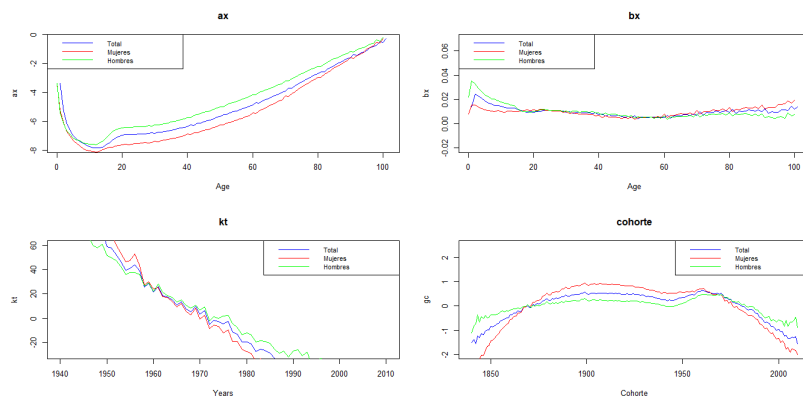 ax
Total
Mujeres
Hombres
ax
0
-2
-4
-6
-8
0 20 40 60 80 100
Age
bx
Total
Mujeres
Hombres
bx
0.06
0.02
0.00
-0.02
0 20 40 60 80 100
Age
kt
Total
Mujeres
Hombres
kt
60
40
20
0
-20
1940 1950 1960 1970 1980 1990 2000 2010
Years
cohorte
Total
Mujeres
Hombres
gc
2
1
0
-1
-2
1850 1900 1950 2000
Cohorte